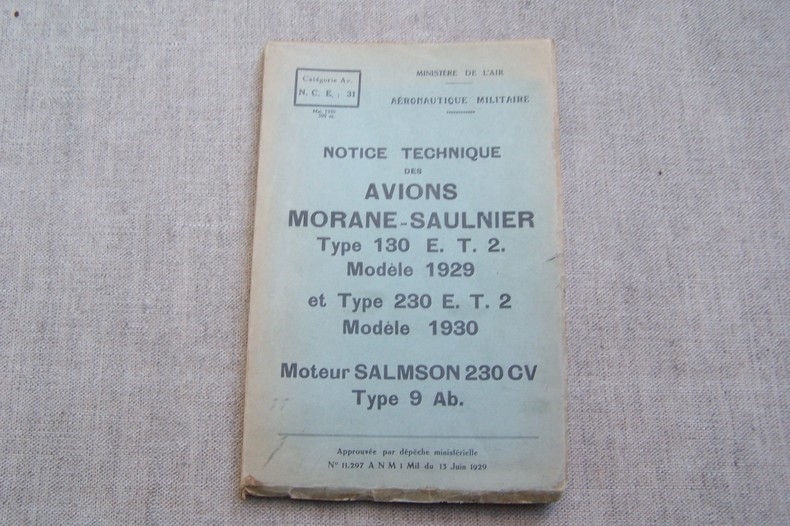 Catégorie Av.
N. C. E. : 31
MINISTÈRE DE L'AIR
AÉRONAUTIQUE MILITAIRE
NOTICE TECHNIQUE
DES
AVIONS
MORANE-SAULNIER
Type 130 E. T. 2.
Modèle 1929
et Type 230 E. T. 2
Modèle 1930
Moteur SALMSON 230 CV
Type 9 Ab.
Approuvée par dépêche ministérielle
N° 11.297 A N M 1 Mil du 15 Juin 1929